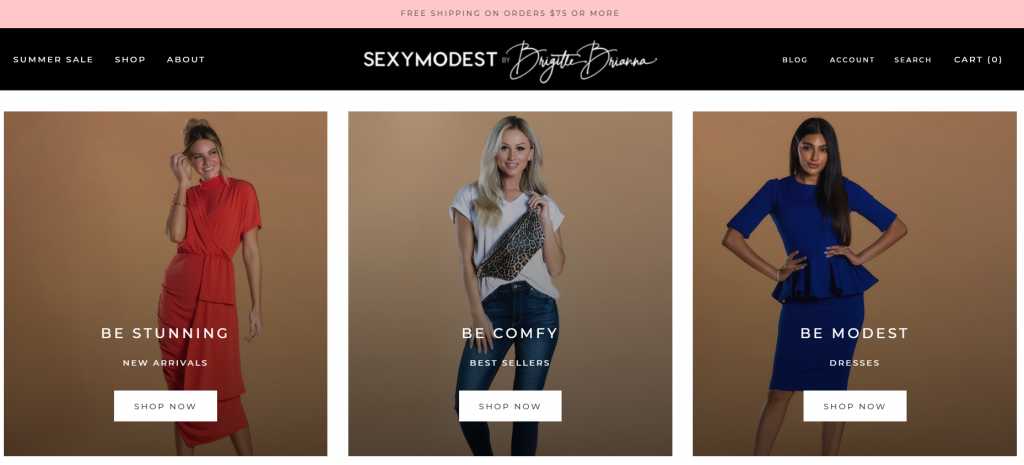 FREE SHIPPING ON ORDERS $75 OR MORE
SUMMER SALE SHOP ABOUT SEXYMODEST BY Brigitte Brianna BLOG ACCOUNT SEARCH CART (0)
BE STUNNING
NEW ARRIVALS
SHOP NOW
BE COMFY
BEST SELLERS
SHOP NOW
BE MODEST
DRESSES
SHOP NOW